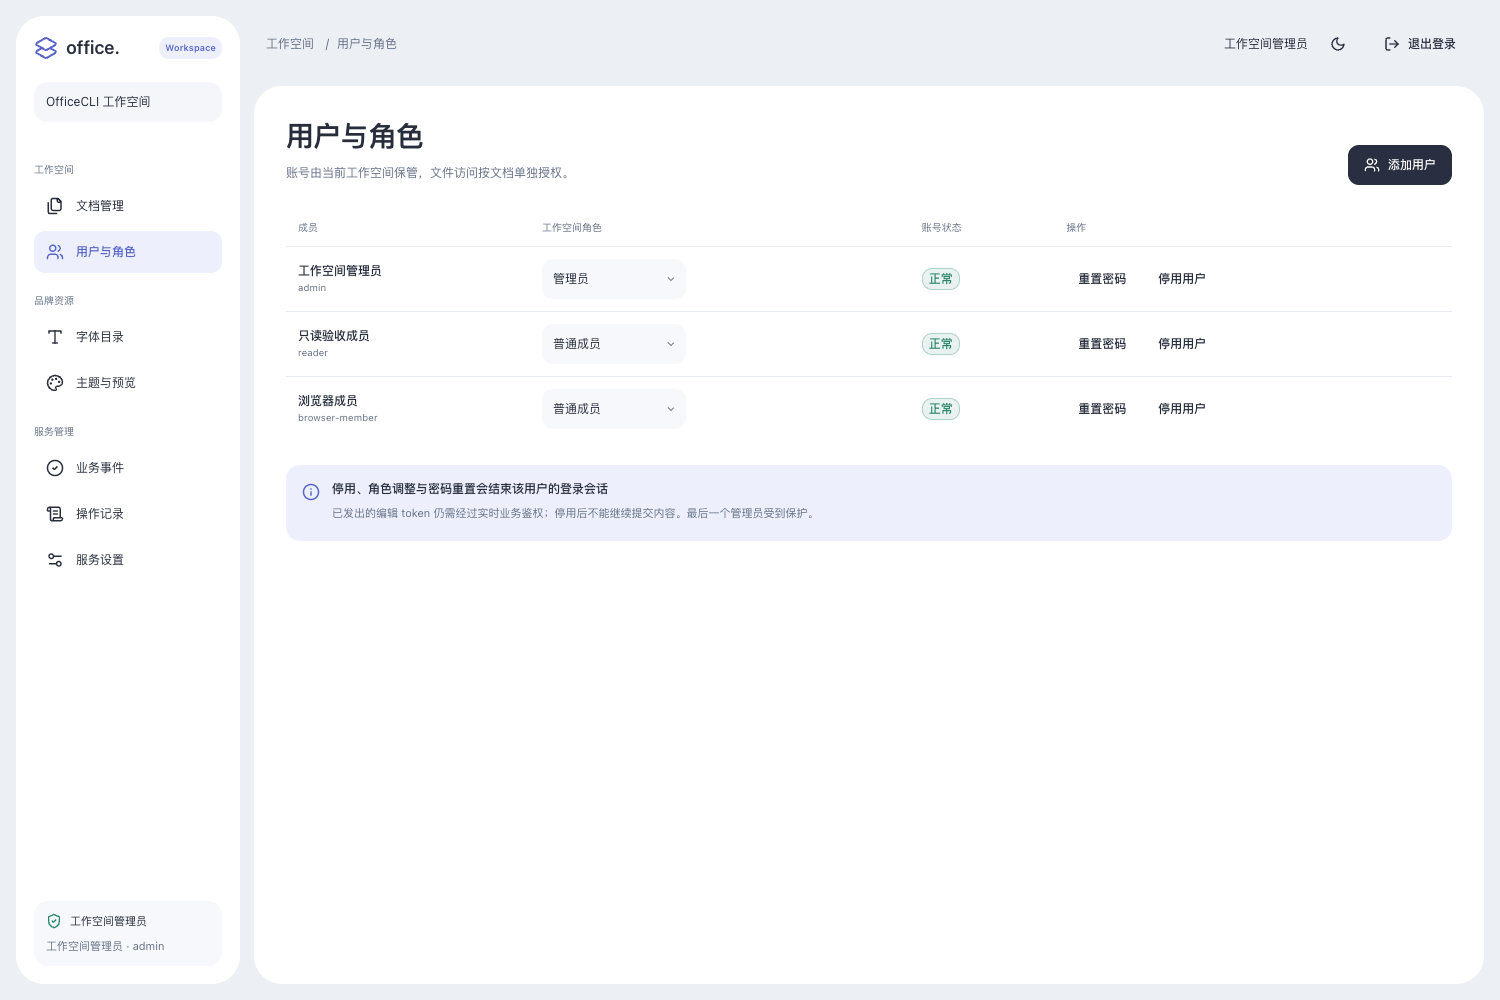 office.
Workspace
OfficeCLI 工作空间
工作空间
文档管理
用户与角色
品牌资源
字体目录
主题与预览
服务管理
业务事件
操作记录
服务设置
工作空间管理员
工作空间管理员 · admin
工作空间 / 用户与角色
工作空间管理员
退出登录
用户与角色
账号由当前工作空间保管，文件访问按文档单独授权。
添加用户
成员 工作空间角色 账号状态 操作
工作空间管理员
admin
管理员
正常
重置密码 停用用户
只读验收成员
reader
普通成员
正常
重置密码 停用用户
浏览器成员
browser-member
普通成员
正常
重置密码 停用用户
停用、角色调整与密码重置会结束该用户的登录会话
已发出的编辑 token 仍需经过实时业务鉴权；停用后不能继续提交内容。最后一个管理员受到保护。